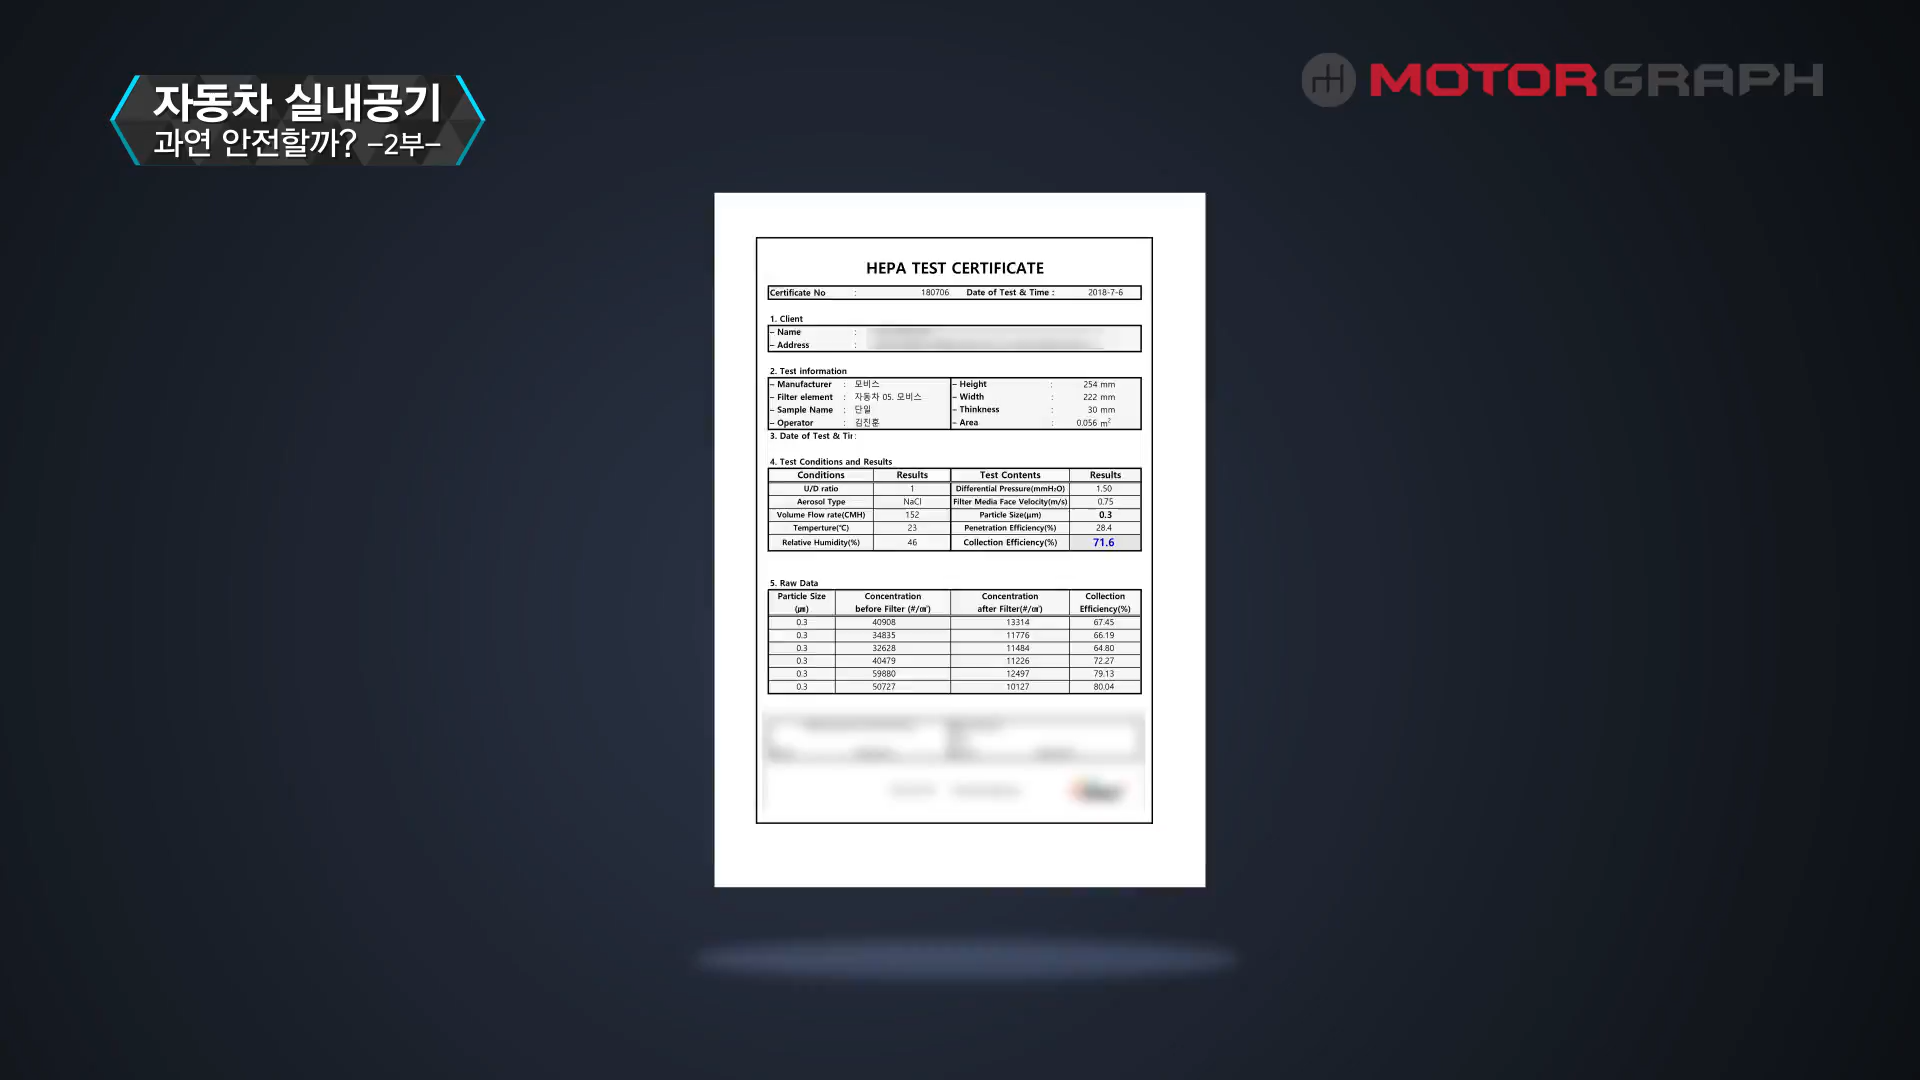 자동차 실내공기
과연 안전할까? –2부–
MOTORGRAPH
HEPA TEST CERTIFICATE
Certificate No : 180706 Date of Test & Time : 2018-7-6
1. Client
– Name :
– Address :
2. Test information
– Manufacturer : 모비스 – Height : 254 mm
– Filter element : 자동차 05. 모비스 – Width : 222 mm
– Sample Name : 단일 – Thinkness : 30 mm
– Operator : 김진훈 – Area : 0.056 m²
3. Date of Test & Tir :
4. Test Conditions and Results
Conditions Results Test Contents Results
U/D ratio 1 Differential Pressure(mmH₂O) 1.50
Aerosol Type NaCl Filter Media Face Velocity(m/s) 0.75
Volume Flow rate(CMH) 152 Particle Size(μm) 0.3
Temperture(℃) 23 Penetration Efficiency(%) 28.4
Relative Humidity(%) 46 Collection Efficiency(%) 71.6
5. Raw Data
Particle Size Concentration Concentration Collection
(㎛) before Filter (#/㎤) after Filter(#/㎤) Efficiency(%)
0.3 40908 13314 67.45
0.3 34835 11776 66.19
0.3 32628 11484 64.80
0.3 40479 11226 72.27
0.3 59880 12497 79.13
0.3 50727 10127 80.04